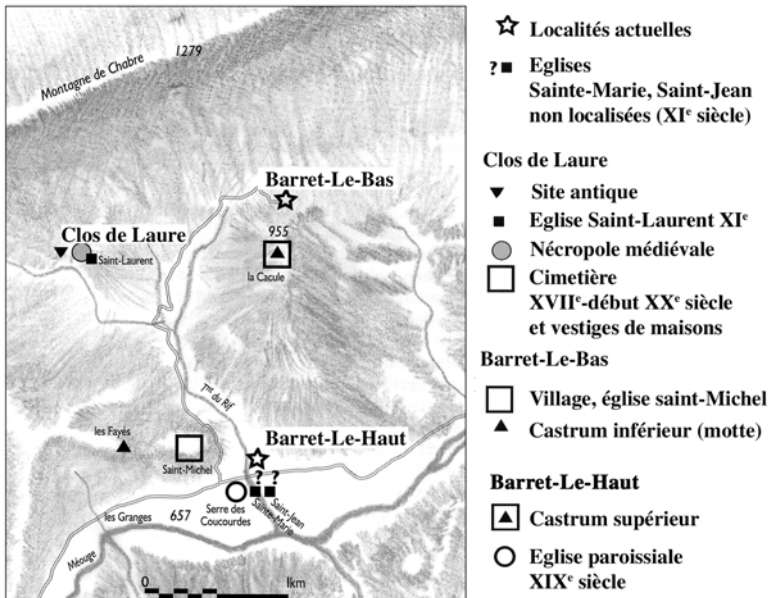 Montagne de Chabre
1279
Barret-Le-Bas
955
Clos de Laure
Saint-Laurent
la Cacule
Tnt du Rif
les Fayés
Barret-Le-Haut
Saint-Michel
? ?
Serre des
Coucourdes
Sainte-Marie
Saint-Jean
les Granges
657
Méouge
0 1km
Localités actuelles
? Eglises
Sainte-Marie, Saint-Jean
non localisées (XIe siècle)
Clos de Laure
Site antique
Eglise Saint-Laurent XIe
Nécropole médiévale
Cimetière
XVIIe-début XXe siècle
et vestiges de maisons
Barret-Le-Bas
Village, église saint-Michel
Castrum inférieur (motte)
Barret-Le-Haut
Castrum supérieur
Eglise paroissiale
XIXe siècle